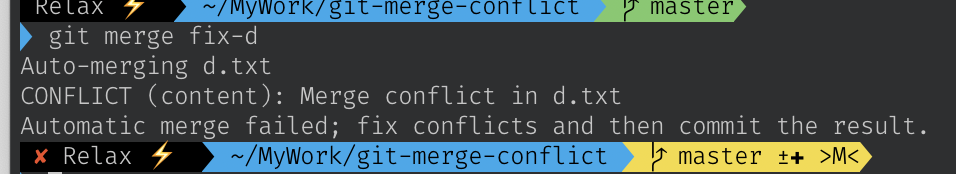 Relax ⚡ ~/MyWork/git-merge-conflict master
git merge fix-d
Auto-merging d.txt
CONFLICT (content): Merge conflict in d.txt
Automatic merge failed; fix conflicts and then commit the result.
✘ Relax ⚡ ~/MyWork/git-merge-conflict master ±✚ >M<